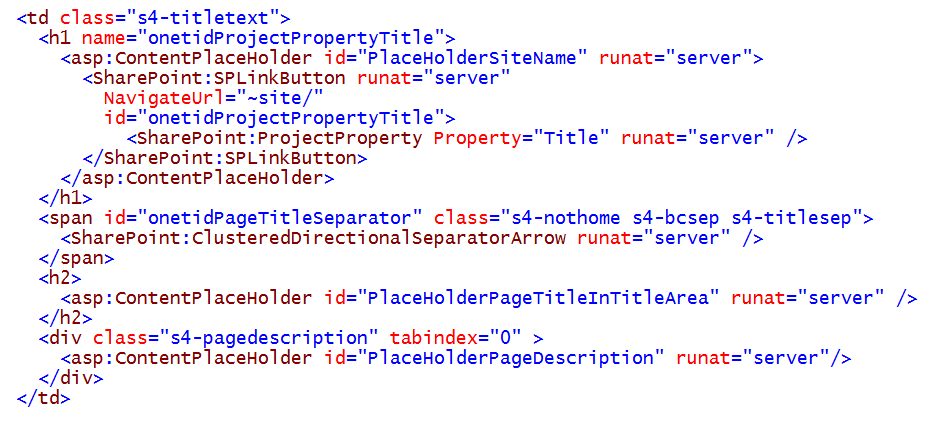 <td class="s4-titletext">
<h1 name="onetidProjectPropertyTitle">
<asp:ContentPlaceHolder id="PlaceHolderSiteName" runat="server">
<SharePoint:SPLinkButton runat="server"
NavigateUrl="~site/"
id="onetidProjectPropertyTitle">
<SharePoint:ProjectProperty Property="Title" runat="server" />
</SharePoint:SPLinkButton>
</asp:ContentPlaceHolder>
</h1>
<span id="onetidPageTitleSeparator" class="s4-nothome s4-bcsep s4-titlesep">
<SharePoint:ClusteredDirectionalSeparatorArrow runat="server" />
</span>
<h2>
<asp:ContentPlaceHolder id="PlaceHolderPageTitleInTitleArea" runat="server" />
</h2>
<div class="s4-pagedescription" tabindex="0" >
<asp:ContentPlaceHolder id="PlaceHolderPageDescription" runat="server"/>
</div>
</td>